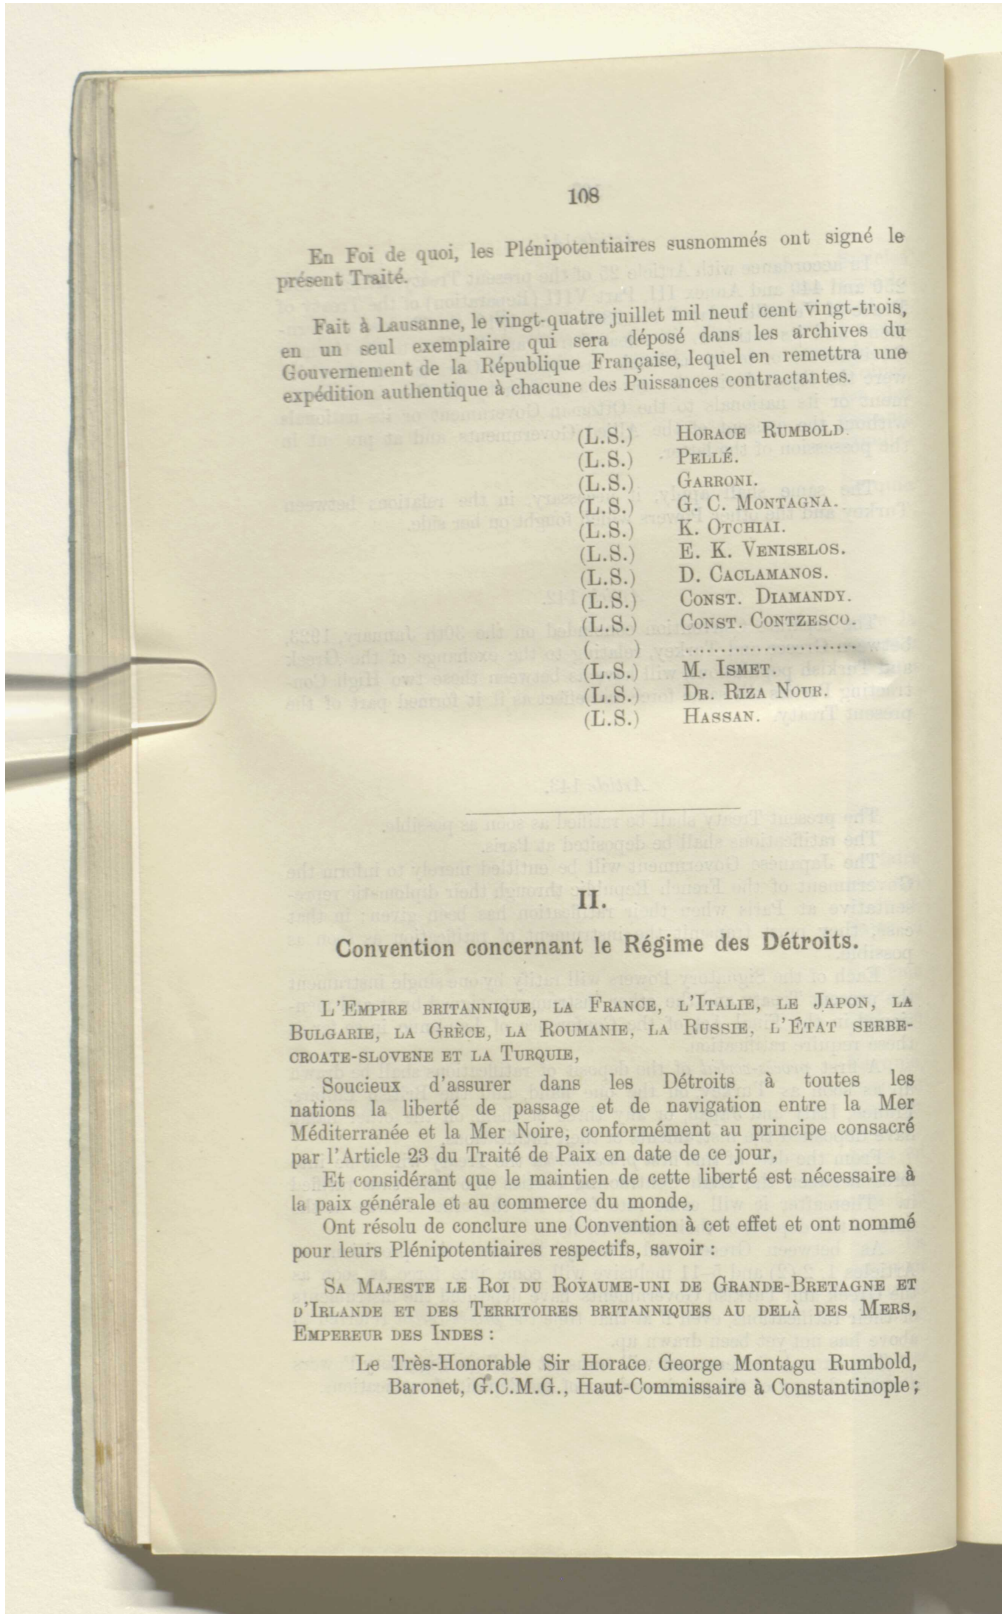 108
En Foi de quoi, les Plénipotentiaires susnommés ont signé le
présent Traité.
Fait à Lausanne, le vingt-quatre juillet mil neuf cent vingt-trois,
en un seul exemplaire qui sera déposé dans les archives du
Gouvernement de la République Française, lequel en remettra une
expédition authentique à chacune des Puissances contractantes.
(L.S.) HORACE RUMBOLD.
(L.S.) PELLÉ.
(L.S.) GARRONI.
(L.S.) G. C. MONTAGNA.
(L.S.) K. OTCHIAI.
(L.S.) E. K. VENISELOS.
(L.S.) D. CACLAMANOS.
(L.S.) CONST. DIAMANDY.
(L.S.) CONST. CONTZESCO.
( ) ........................
(L.S.) M. ISMET.
(L.S.) DR. RIZA NOUR.
(L.S.) HASSAN.
II.
Convention concernant le Régime des Détroits.
L'EMPIRE BRITANNIQUE, LA FRANCE, L'ITALIE, LE JAPON, LA
BULGARIE, LA GRÈCE, LA ROUMANIE, LA RUSSIE, L'ÉTAT SERBE-
CROATE-SLOVENE ET LA TURQUIE,
Soucieux d'assurer dans les Détroits à toutes les
nations la liberté de passage et de navigation entre la Mer
Méditerranée et la Mer Noire, conformément au principe consacré
par l'Article 23 du Traité de Paix en date de ce jour,
Et considérant que le maintien de cette liberté est nécessaire à
la paix générale et au commerce du monde,
Ont résolu de conclure une Convention à cet effet et ont nommé
pour leurs Plénipotentiaires respectifs, savoir :
SA MAJESTE LE ROI DU ROYAUME-UNI DE GRANDE-BRETAGNE ET
D'IRLANDE ET DES TERRITOIRES BRITANNIQUES AU DELÀ DES MERS,
EMPEREUR DES INDES :
Le Très-Honorable Sir Horace George Montagu Rumbold,
Baronet, G.C.M.G., Haut-Commissaire à Constantinople;